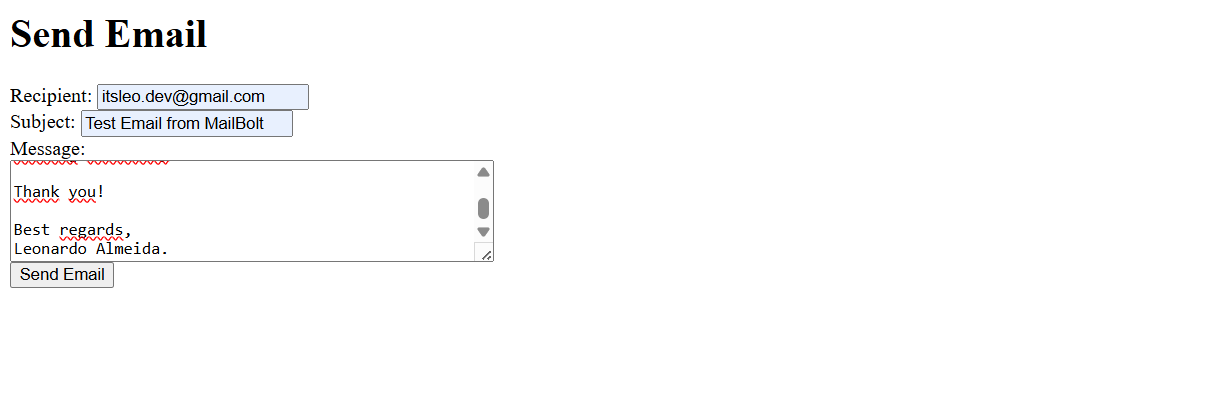 Send Email
Recipient: itsleo.dev@gmail.com
Subject: Test Email from MailBolt
Message:
Thank you!
Best regards,
Leonardo Almeida.
Send Email